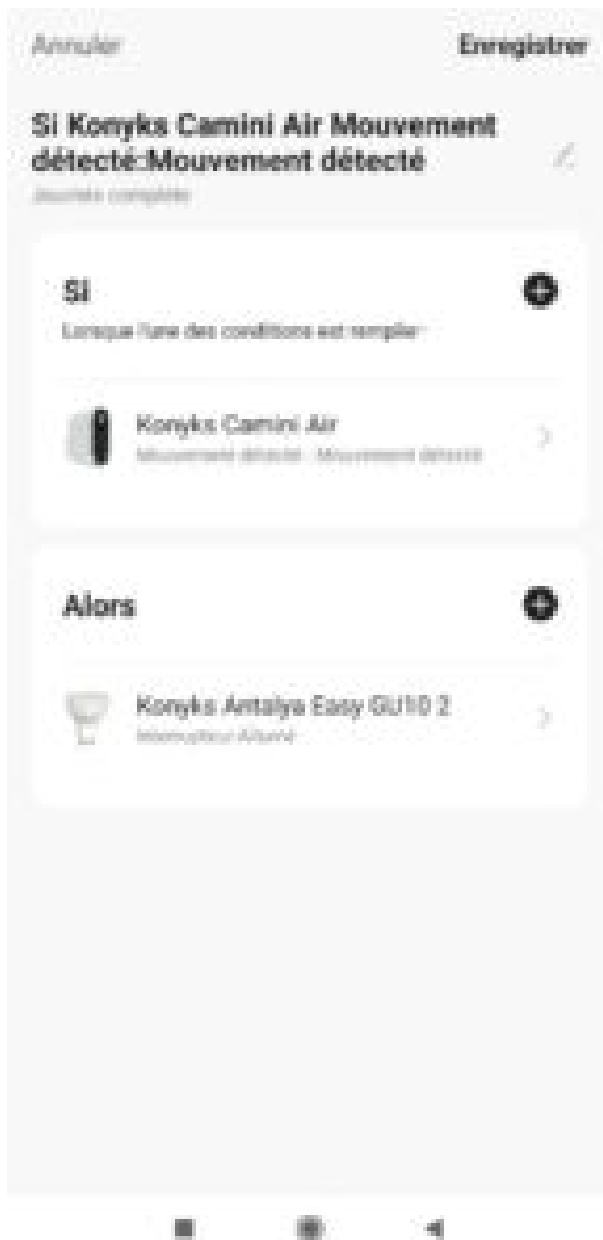 Annuler
Enregistrer
Si Konyks Camini Air Mouvement
détecté:Mouvement détecté
Journée complète
Si
Lorsque l'une des conditions est remplie
Konyks Camini Air
Mouvement détecté : Mouvement détecté
Alors
Konyks Antalya Easy GU10 2
Interrupteur Allumé